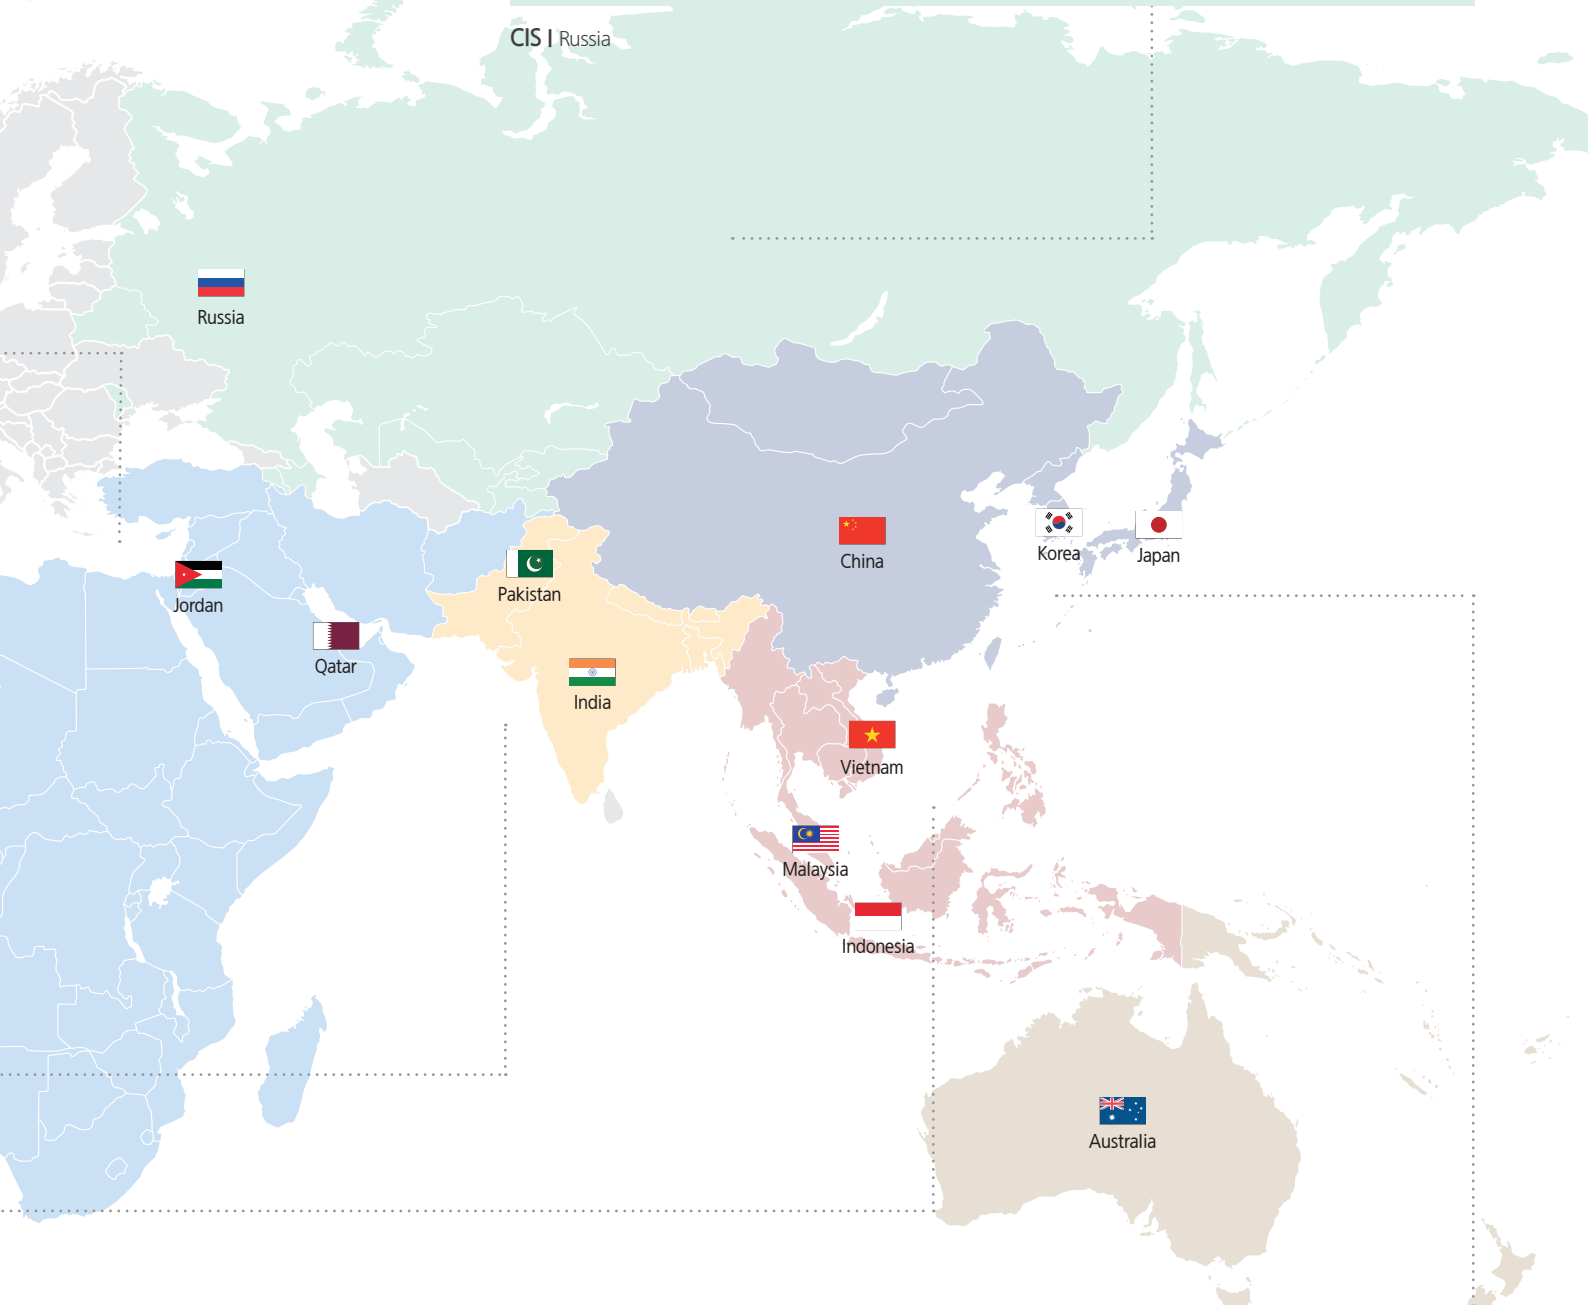 CIS | Russia
Russia
China
Korea
Japan
Pakistan
Jordan
Qatar
India
Vietnam
Malaysia
Indonesia
Australia